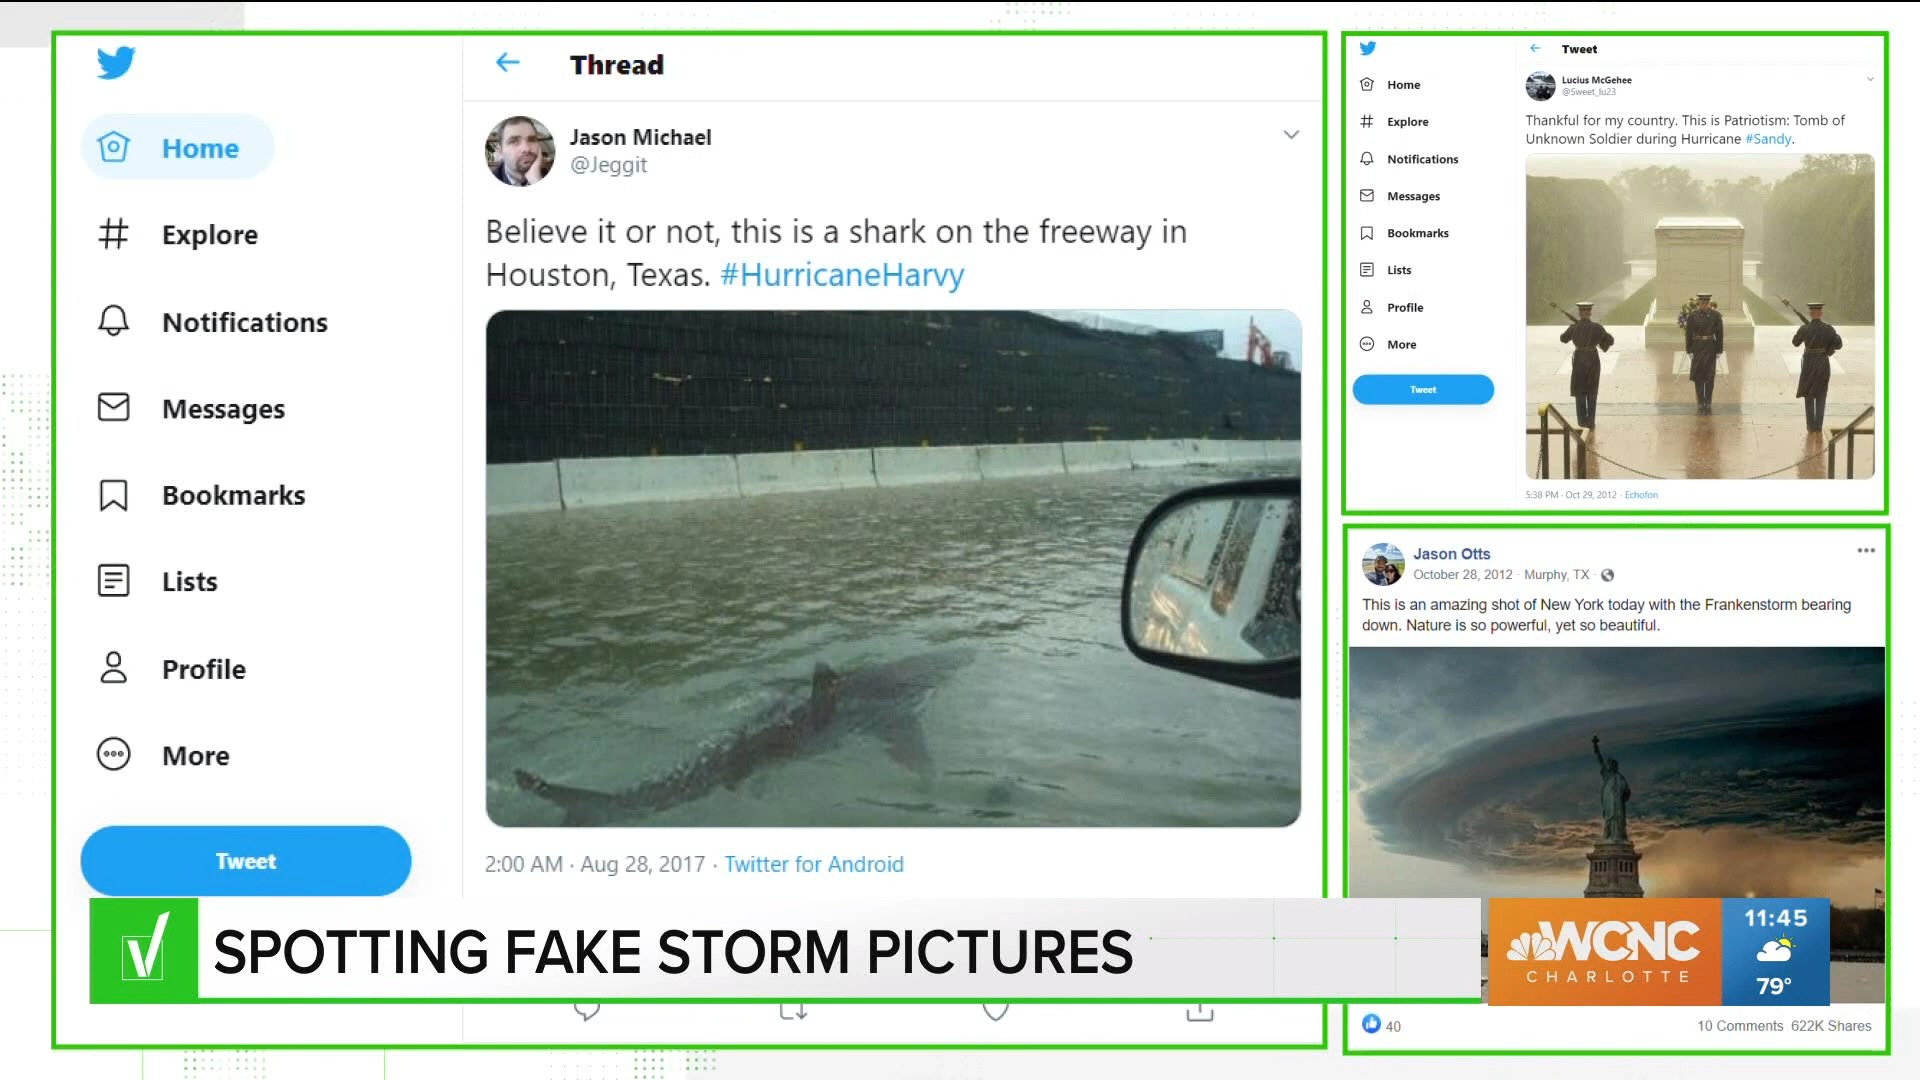 Home
Explore
Notifications
Messages
Bookmarks
Lists
Profile
More
Tweet
Thread
Jason Michael
@Jeggit
Believe it or not, this is a shark on the freeway in
Houston, Texas. #HurricaneHarvy
2:00 AM · Aug 28, 2017 · Twitter for Android
Home
Explore
Notifications
Messages
Bookmarks
Lists
Profile
More
Tweet
Tweet
Lucius McGehee
@Sweet_lu23
Thankful for my country. This is Patriotism: Tomb of
Unknown Soldier during Hurricane #Sandy.
5:38 PM · Oct 29, 2012 · Echofon
Jason Otts
October 28, 2012 · Murphy, TX ·
This is an amazing shot of New York today with the Frankenstorm bearing
down. Nature is so powerful, yet so beautiful.
40
10 Comments 622K Shares
SPOTTING FAKE STORM PICTURES
WCNC
CHARLOTTE
11:45
79°